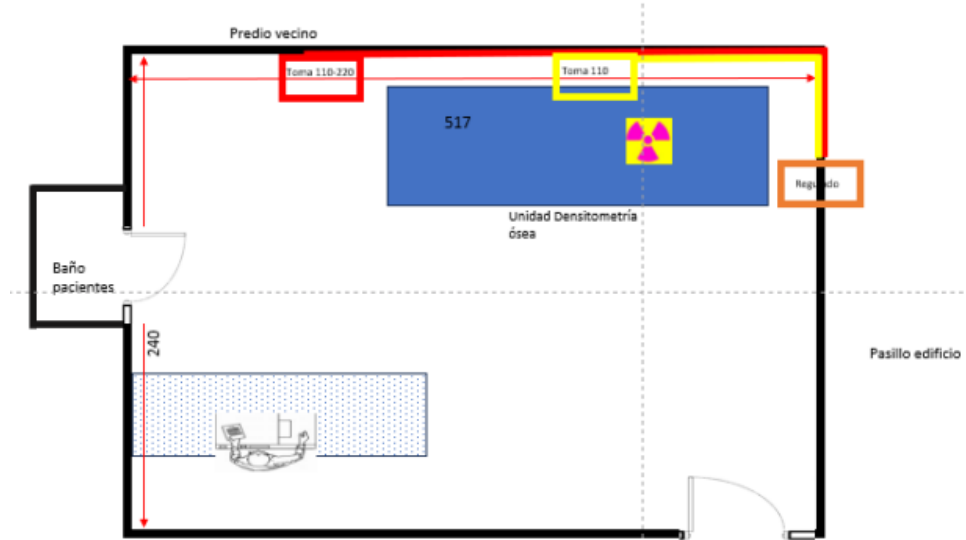 Predio vecino
Toma 110-220
Toma 110
517
Regulado
Unidad Densitometría
ósea
Baño
pacientes
240
Pasillo edificio